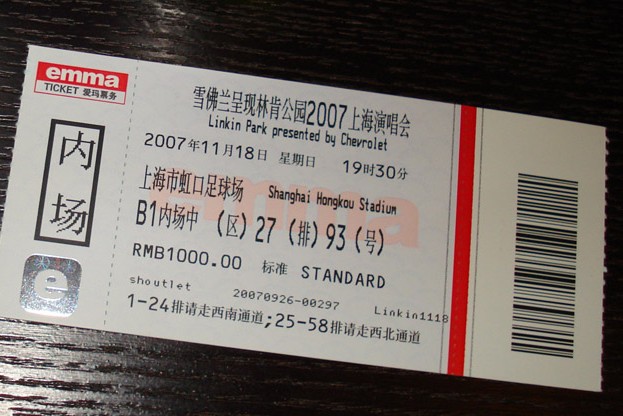 emma
TICKET 爱玛票务
内场
e
雪佛兰呈现林肯公园2007上海演唱会
Linkin Park presented by Chevrolet
2007年11月18日 星期日 19时30分
上海市虹口足球场 Shanghai Hongkou Stadium
B1内场中 (区) 27 (排) 93 (号)
RMB1000.00 标准 STANDARD
shoutlet 20070926-00297 Linkin1118
1-24排请走西南通道;25-58排请走西北通道
emma